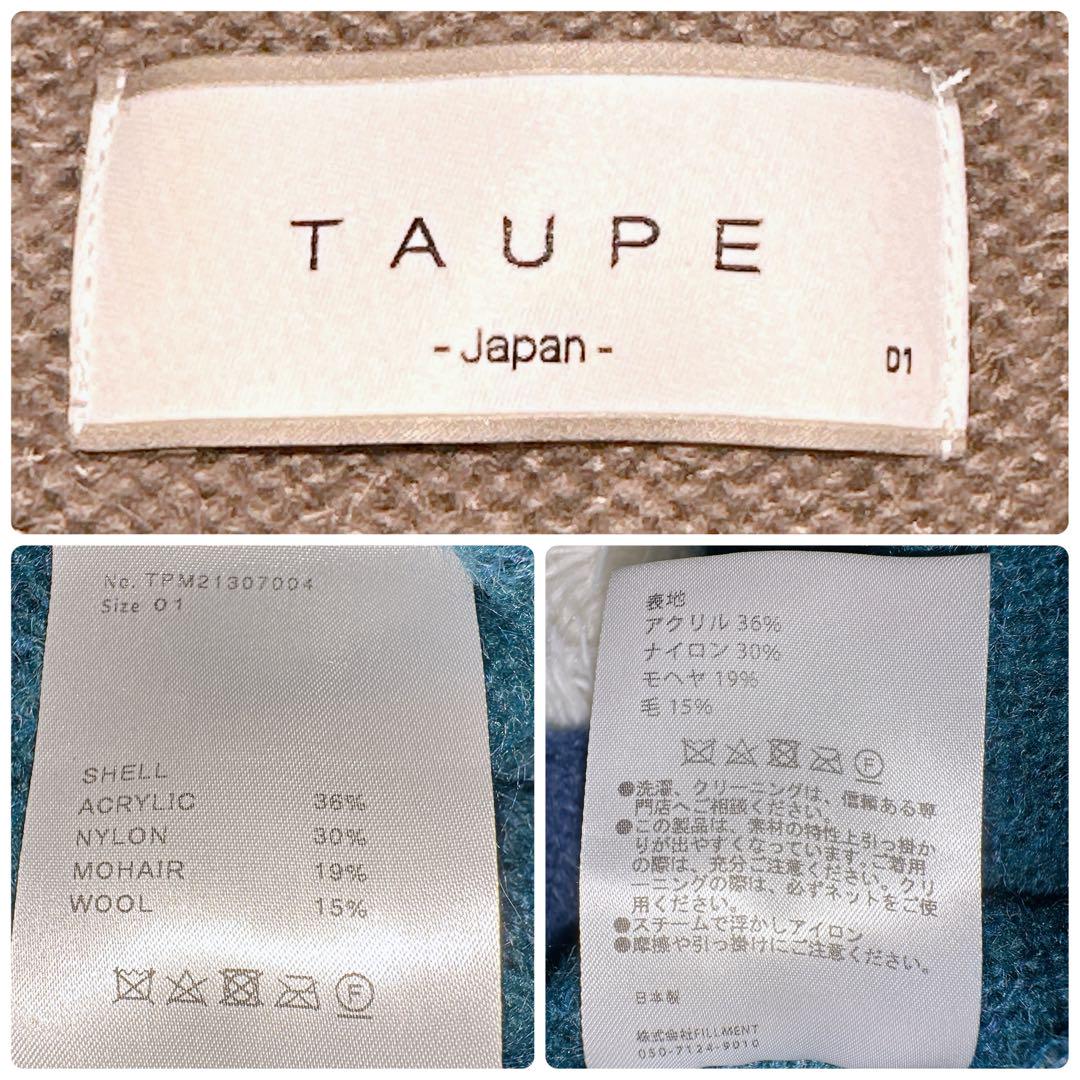 TAUPE
- Japan -
01
No. TPM21307004
Size 01
SHELL
ACRYLIC 36%
NYLON 30%
MOHAIR 19%
WOOL 15%
F
表地
アクリル 36%
ナイロン 30%
モヘヤ 19%
毛 15%
F
●洗濯、クリーニングは、信頼ある専
門店へご相談ください。
●この製品は、素材の特性上引っ掛か
りが出やすくなっています。ご着用
の際は、充分ご注意ください。クリ
ーニングの際は、必ずネットをご使
用ください。
●スチームで浮かしアイロン
●摩擦や引っ掛けにご注意ください。
日本製
株式会社FILLMENT
050-7124-9010